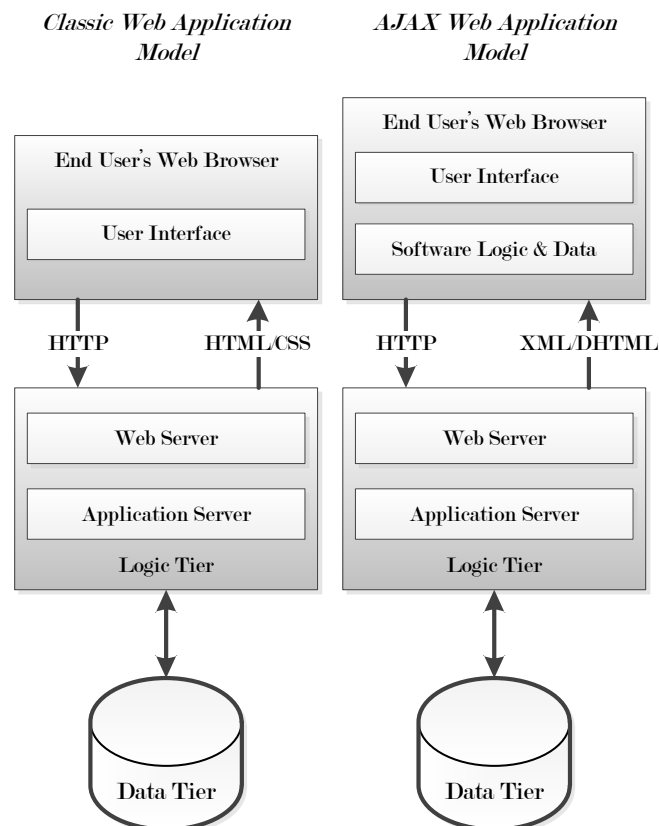 Classic Web Application
Model
End User's Web Browser
User Interface
HTTP
HTML/CSS
Web Server
Application Server
Logic Tier
Data Tier
AJAX Web Application
Model
End User's Web Browser
User Interface
Software Logic & Data
HTTP
XML/DHTML
Web Server
Application Server
Logic Tier
Data Tier